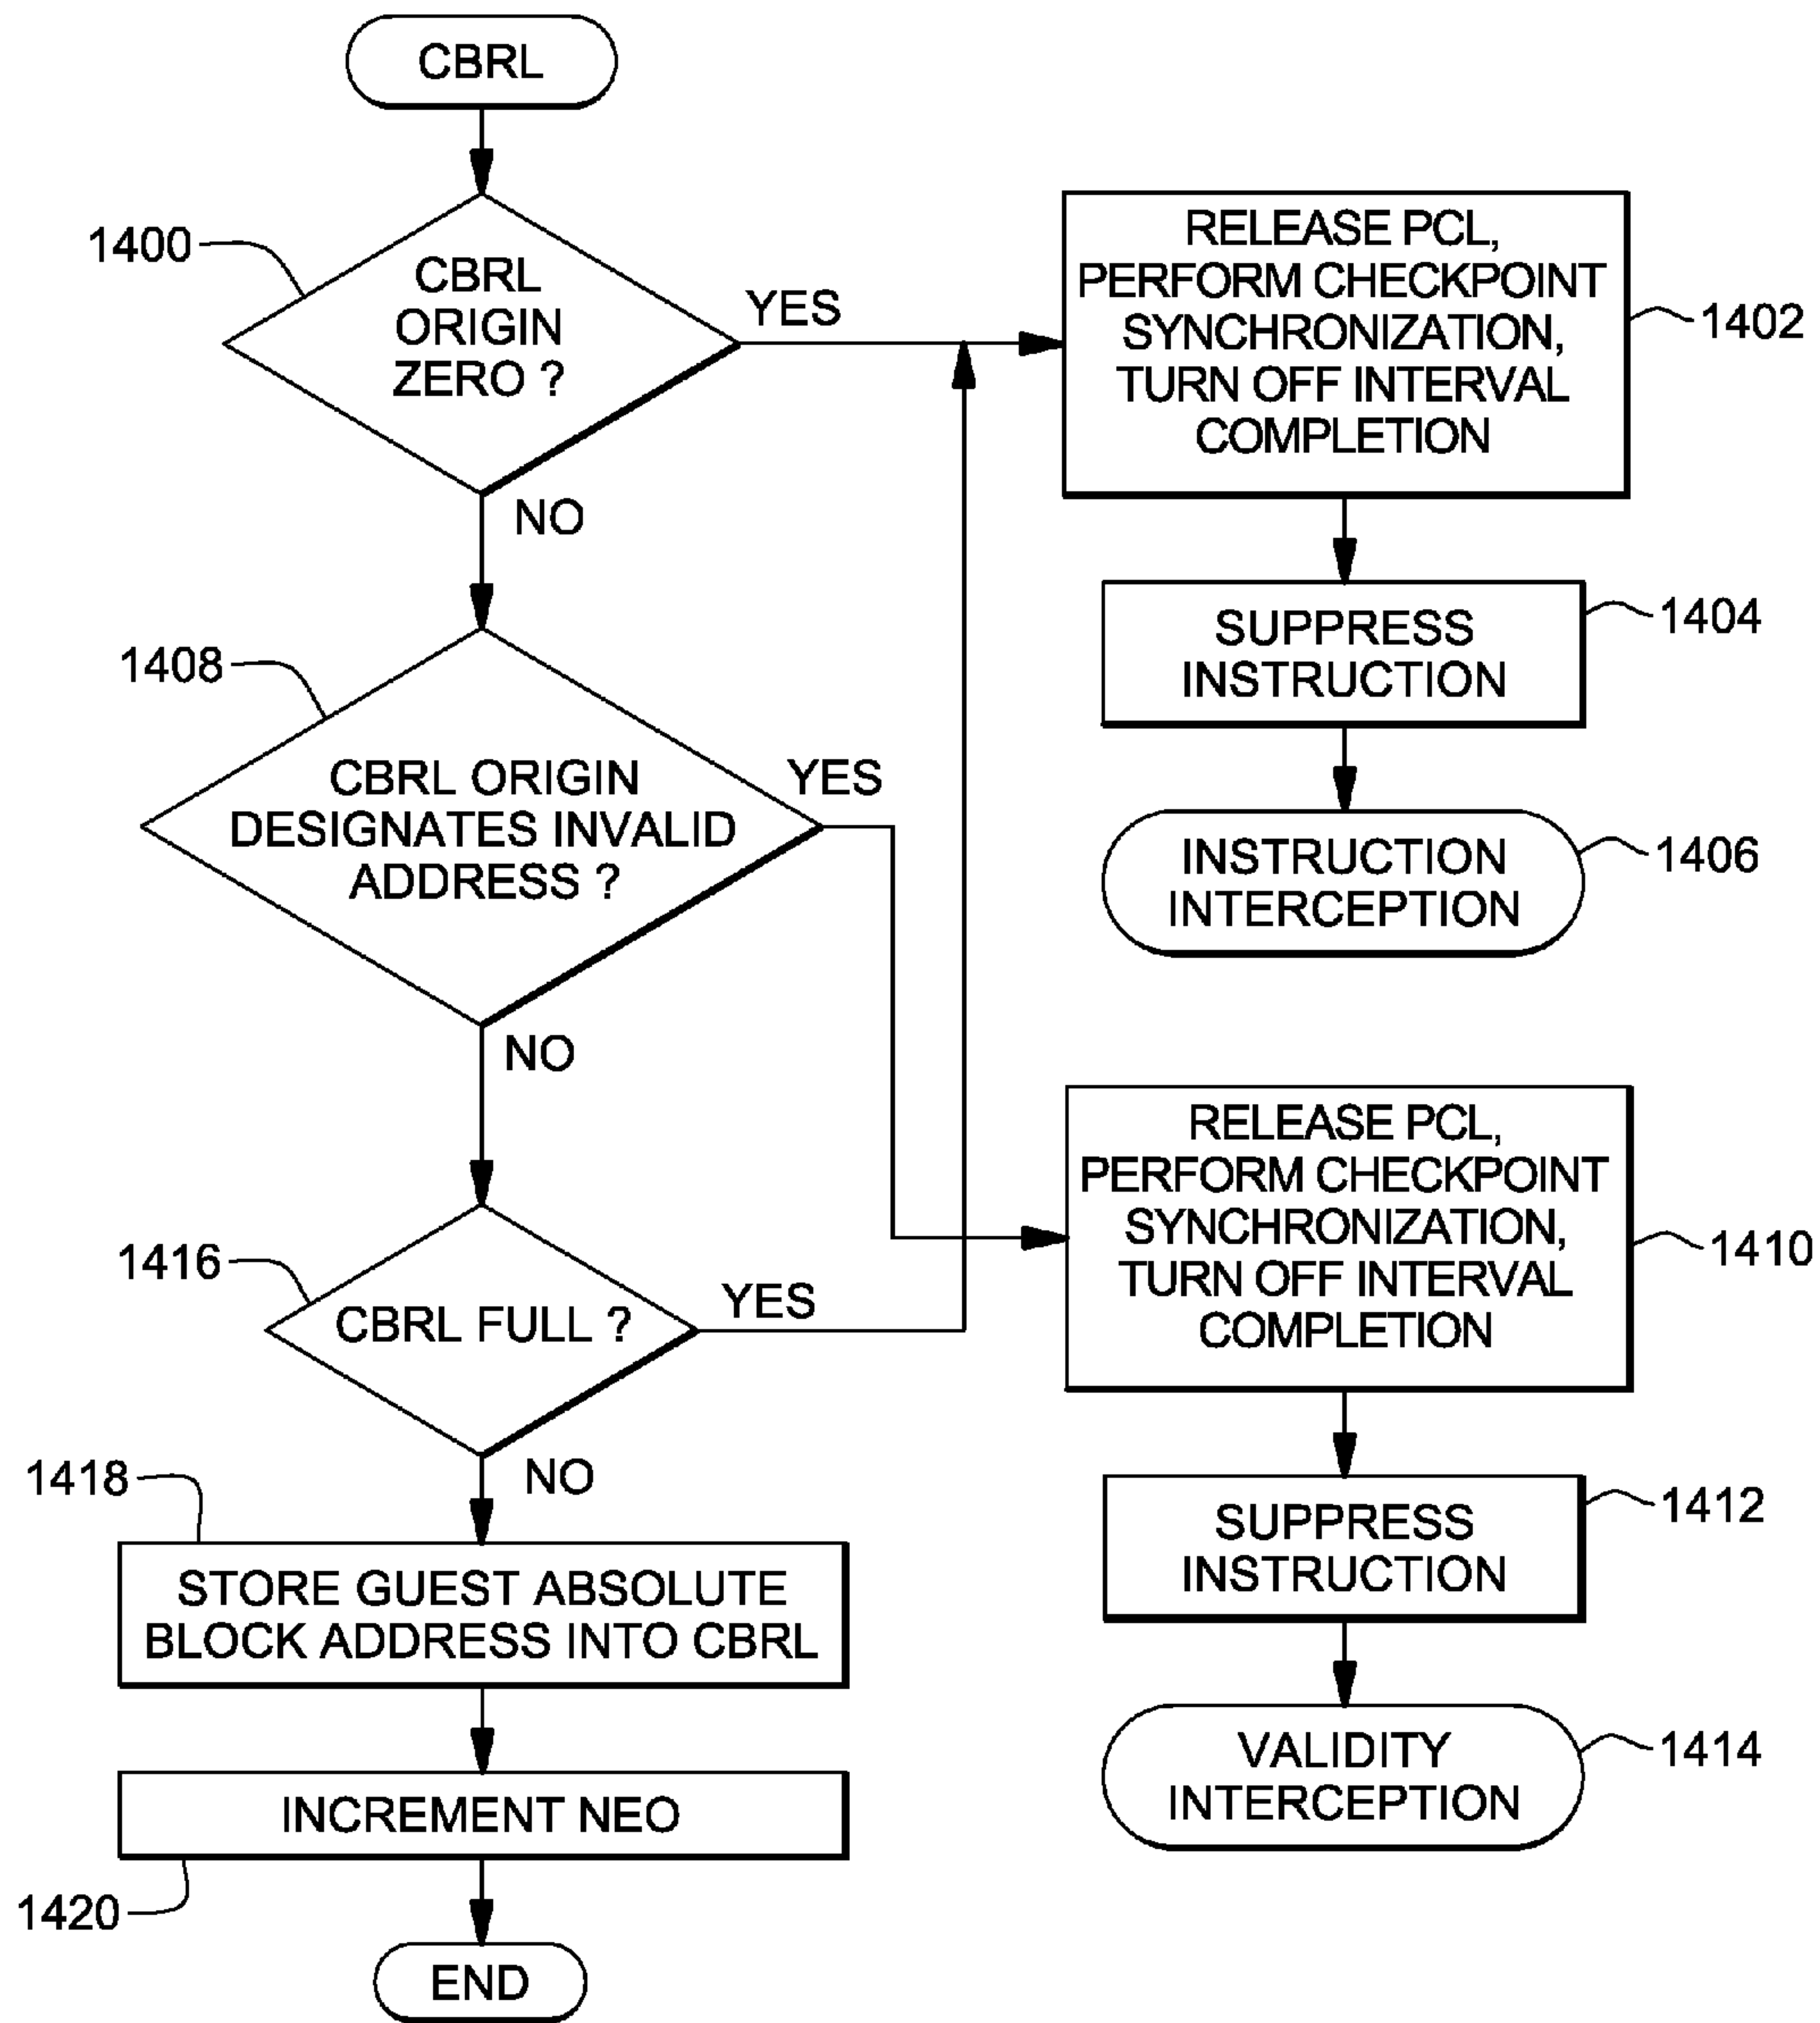 CBRL
1400
CBRL
ORIGIN
ZERO ?
YES
NO
RELEASE PCL,
PERFORM CHECKPOINT
SYNCHRONIZATION,
TURN OFF INTERVAL
COMPLETION
1402
SUPPRESS
INSTRUCTION
1404
INSTRUCTION
INTERCEPTION
1406
1408
CBRL ORIGIN
DESIGNATES INVALID
ADDRESS ?
YES
NO
RELEASE PCL,
PERFORM CHECKPOINT
SYNCHRONIZATION,
TURN OFF INTERVAL
COMPLETION
1410
SUPPRESS
INSTRUCTION
1412
VALIDITY
INTERCEPTION
1414
1416
CBRL FULL ?
YES
NO
1418
STORE GUEST ABSOLUTE
BLOCK ADDRESS INTO CBRL
INCREMENT NEO
1420
END